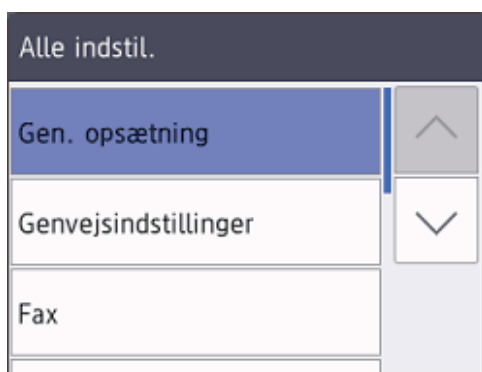 Alle indstil.
Gen. opsætning
Genvejsindstillinger
Fax